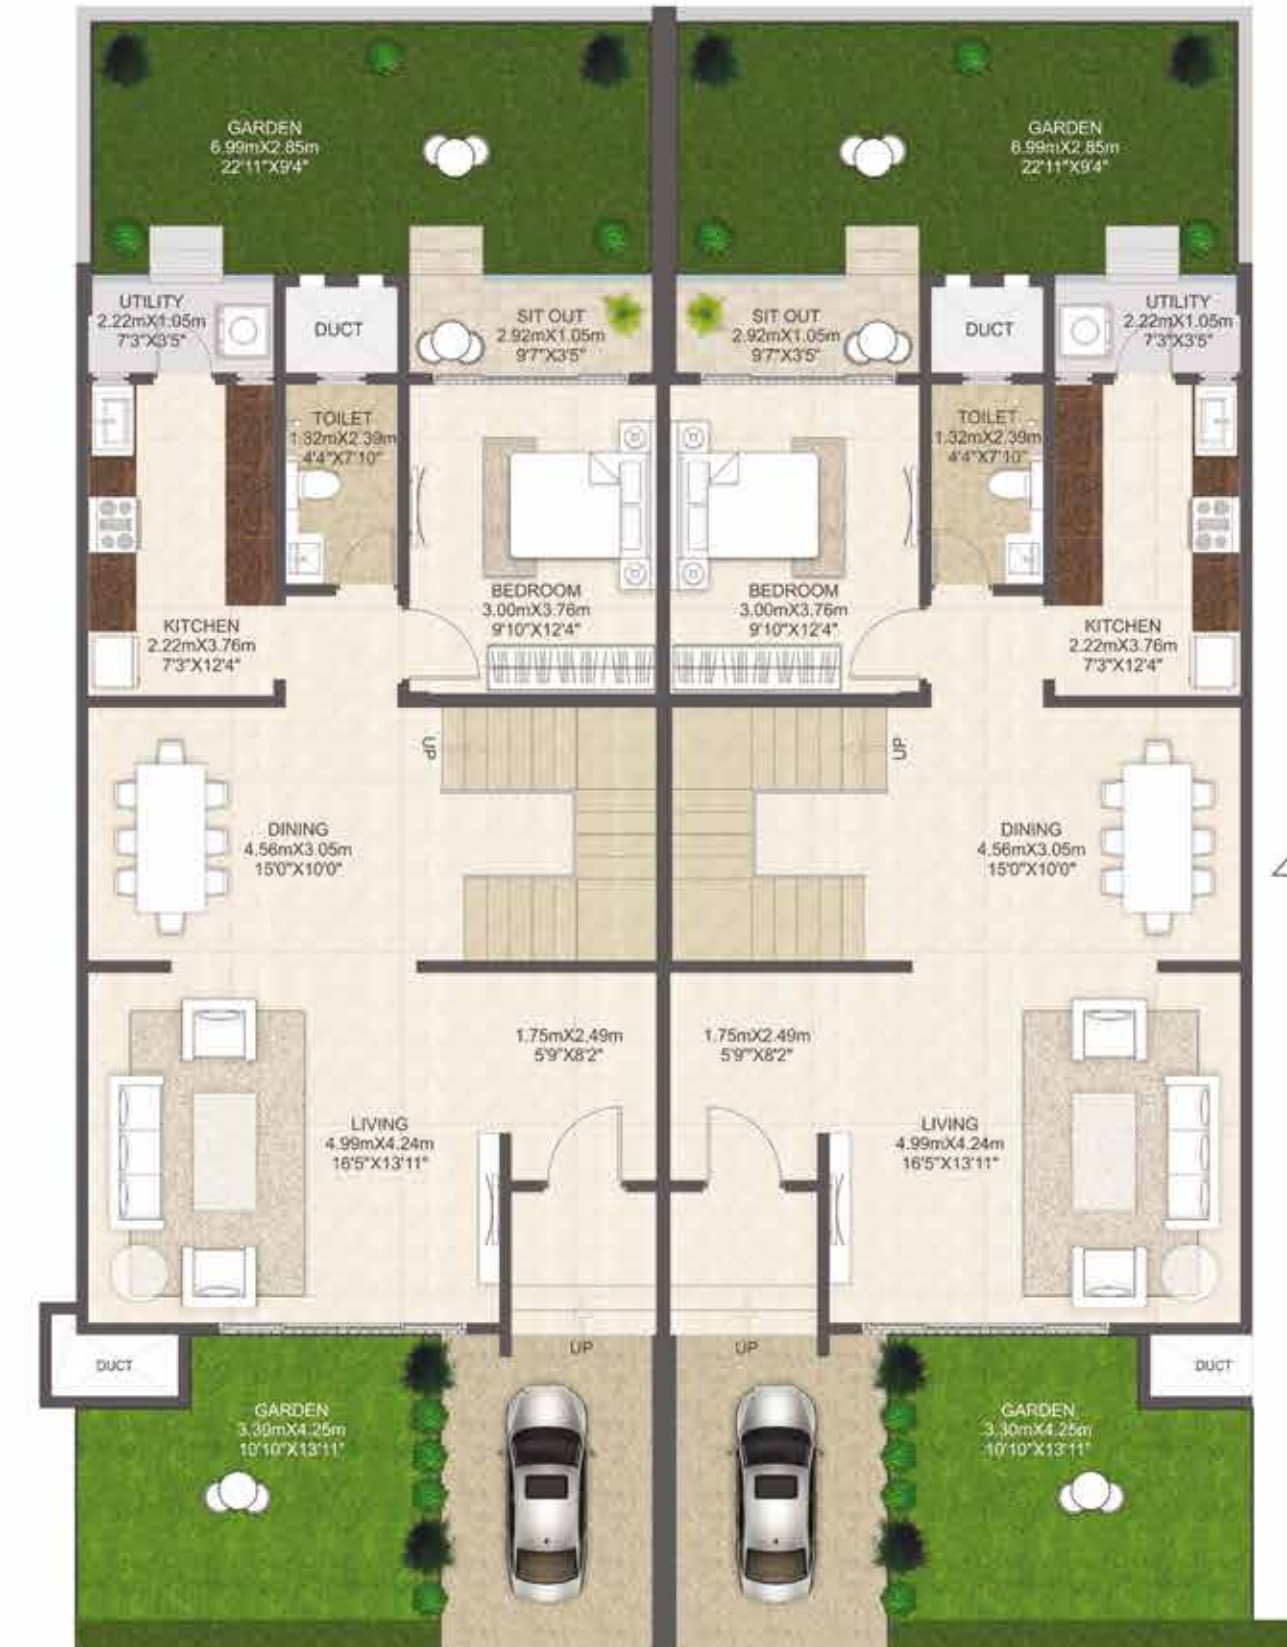 GARDEN
6.99mX2.85m
22'11"X9'4"
GARDEN
6.99mX2.85m
22'11"X9'4"
UTILITY
2.22mX1.05m
7'3"X3'5"
DUCT
SIT OUT
2.92mX1.05m
9'7"X3'5"
SIT OUT
2.92mX1.05m
9'7"X3'5"
DUCT
UTILITY
2.22mX1.05m
7'3"X3'5"
TOILET
1.32mX2.39m
4'4"X7'10"
TOILET
1.32mX2.39m
4'4"X7'10"
BEDROOM
3.00mX3.76m
9'10"X12'4"
BEDROOM
3.00mX3.76m
9'10"X12'4"
KITCHEN
2.22mX3.76m
7'3"X12'4"
KITCHEN
2.22mX3.76m
7'3"X12'4"
UP
UP
DINING
4.56mX3.05m
15'0"X10'0"
DINING
4.56mX3.05m
15'0"X10'0"
1.75mX2.49m
5'9"X8'2"
1.75mX2.49m
5'9"X8'2"
LIVING
4.99mX4.24m
16'5"X13'11"
LIVING
4.99mX4.24m
16'5"X13'11"
UP
UP
DUCT
DUCT
GARDEN
3.30mX4.25m
10'10"X13'11"
GARDEN
3.30mX4.25m
10'10"X13'11"